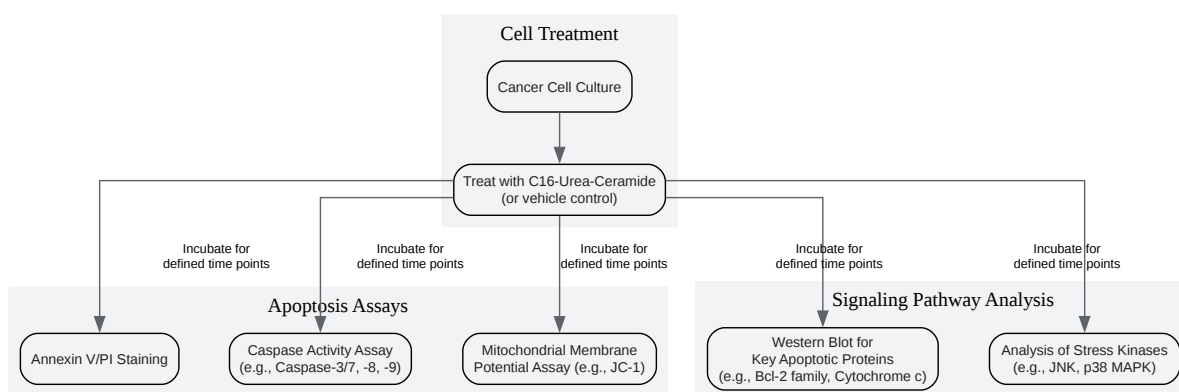 Cell Treatment
Cancer Cell Culture
Treat with C16-Urea-Ceramide
(or vehicle control)
Incubate for
defined time points
Incubate for
defined time points
Incubate for
defined time points
Incubate for
defined time points
Incubate for
defined time points
Apoptosis Assays
Signaling Pathway Analysis
Annexin V/PI Staining
Caspase Activity Assay
(e.g., Caspase-3/7, -8, -9)
Mitochondrial Membrane
Potential Assay (e.g., JC-1)
Western Blot for
Key Apoptotic Proteins
(e.g., Bcl-2 family, Cytochrome c)
Analysis of Stress Kinases
(e.g., JNK, p38 MAPK)